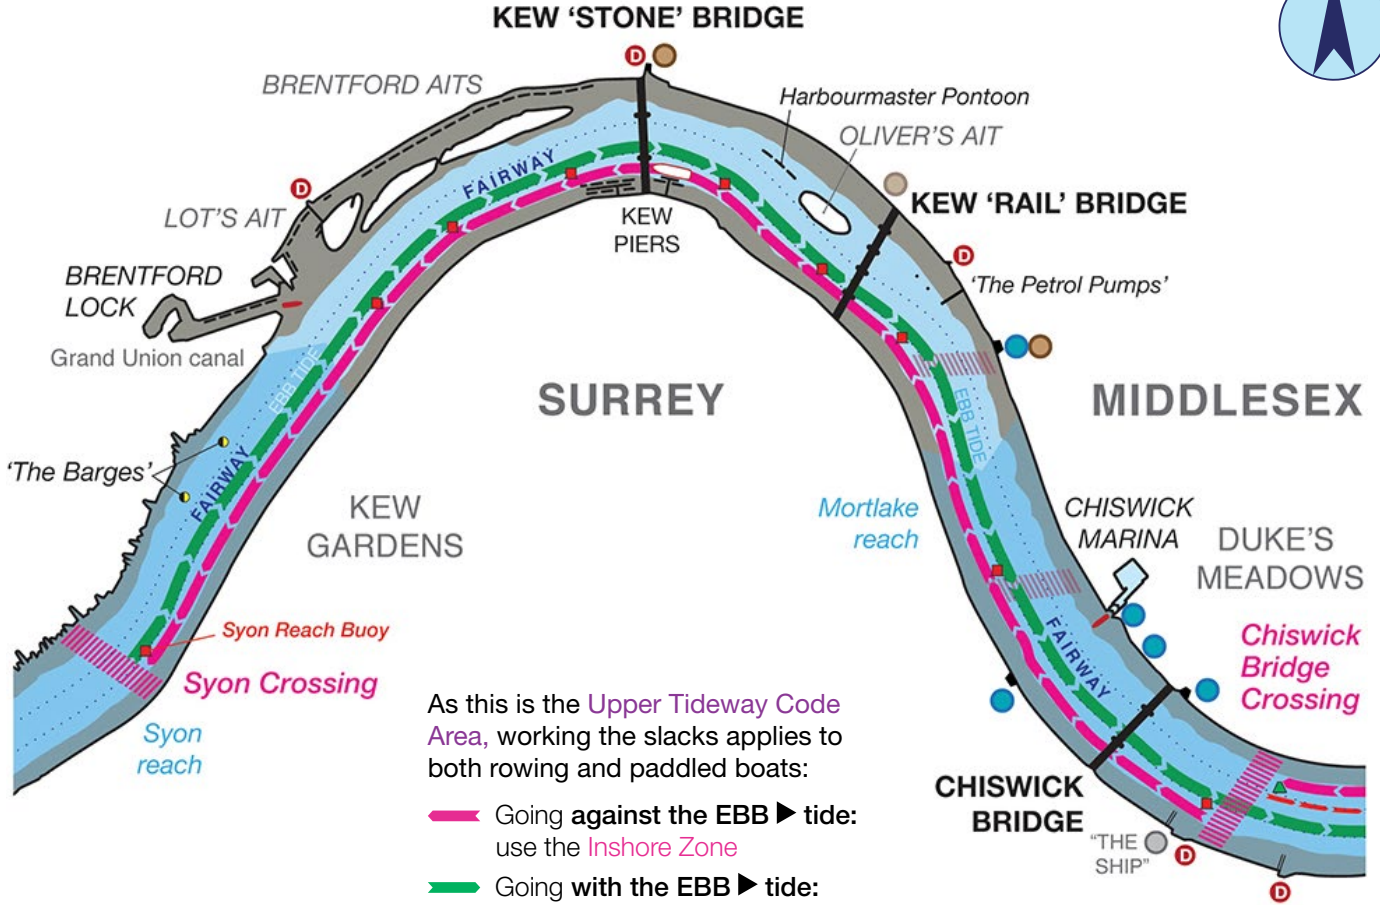 KEW ‘STONE’ BRIDGE
D
BRENTFORD AITS
Harbourmaster Pontoon
OLIVER’S AIT
FAIRWAY
D
LOT’S AIT
KEW
PIERS
KEW ‘RAIL’ BRIDGE
D
‘The Petrol Pumps’
BRENTFORD
LOCK
Grand Union canal
EBB TIDE
SURREY
MIDDLESEX
EBB TIDE
‘The Barges’
FAIRWAY
KEW
GARDENS
Mortlake
reach
CHISWICK
MARINA
DUKE’S
MEADOWS
Syon Reach Buoy
Syon Crossing
FAIRWAY
Chiswick
Bridge
Crossing
Syon
reach
As this is the Upper Tideway Code
Area, working the slacks applies to
both rowing and paddled boats:
Going against the EBB ▶ tide:
use the Inshore Zone
Going with the EBB ▶ tide:
CHISWICK
BRIDGE
"THE
SHIP"
D
D